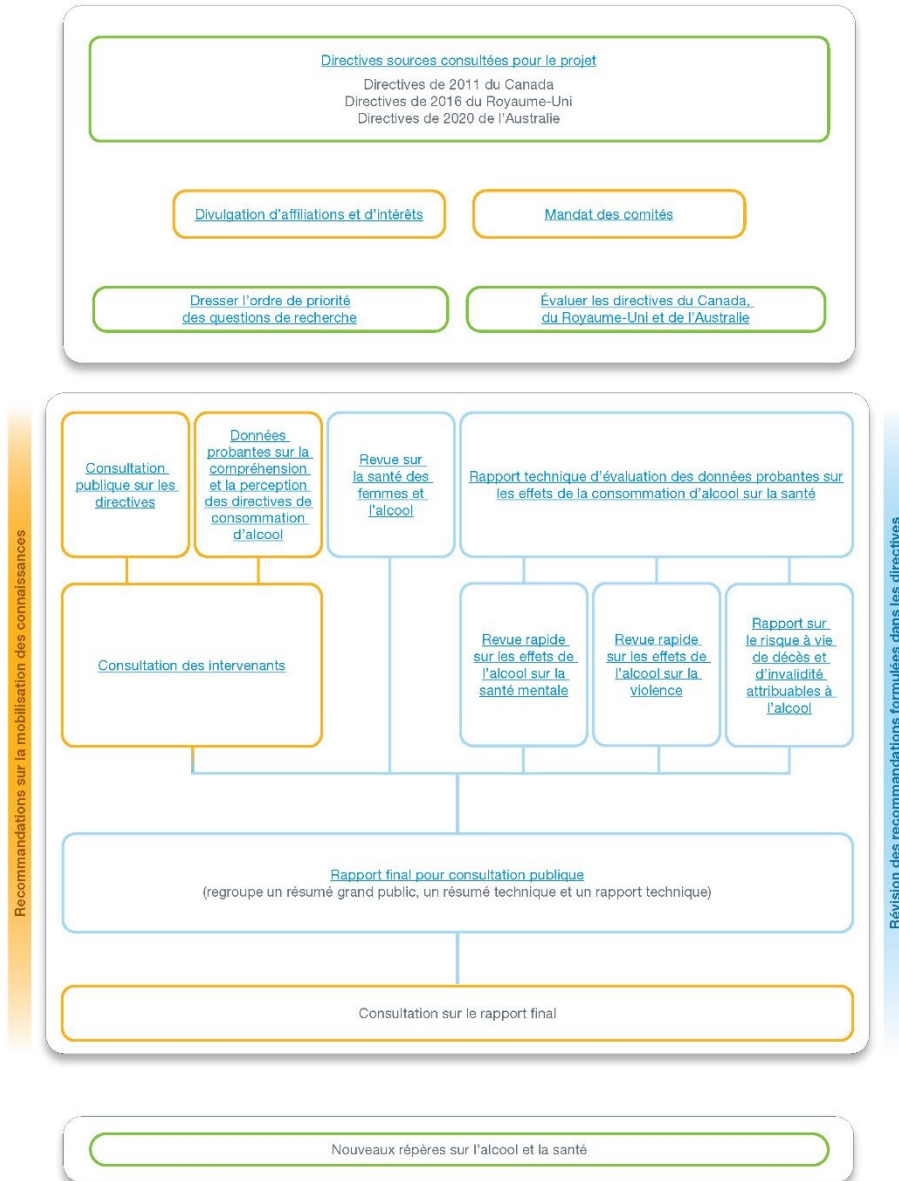 Directives sources consultées pour le projet
Directives de 2011 du Canada
Directives de 2016 du Royaume-Uni
Directives de 2020 de l'Australie
Divulgation d'affiliations et d'intérêts
Mandat des comités
Dresser l'ordre de priorité
des questions de recherche
Évaluer les directives du Canada,
du Royaume-Uni et de l'Australie
Recommandations sur la mobilisation des connaissances
Consultation
publique sur les
directives
Données
probantes sur la
compréhension
et la perception
des directives de
consommation
d'alcool
Revue sur
la santé des
femmes et
l'alcool
Rapport technique d'évaluation des données probantes sur
les effets de la consommation d'alcool sur la santé
Consultation des intervenants
Revue rapide
sur les effets de
l'alcool sur la
santé mentale
Revue rapide
sur les effets de
l'alcool sur la
violence
Rapport sur
le risque à vie
de décès et
d'invalidité
attribuables à
l'alcool
Révision des recommandations formulées dans les directives
Rapport final pour consultation publique
(regroupe un résumé grand public, un résumé technique et un rapport technique)
Consultation sur le rapport final
Nouveaux répères sur l'alcool et la santé